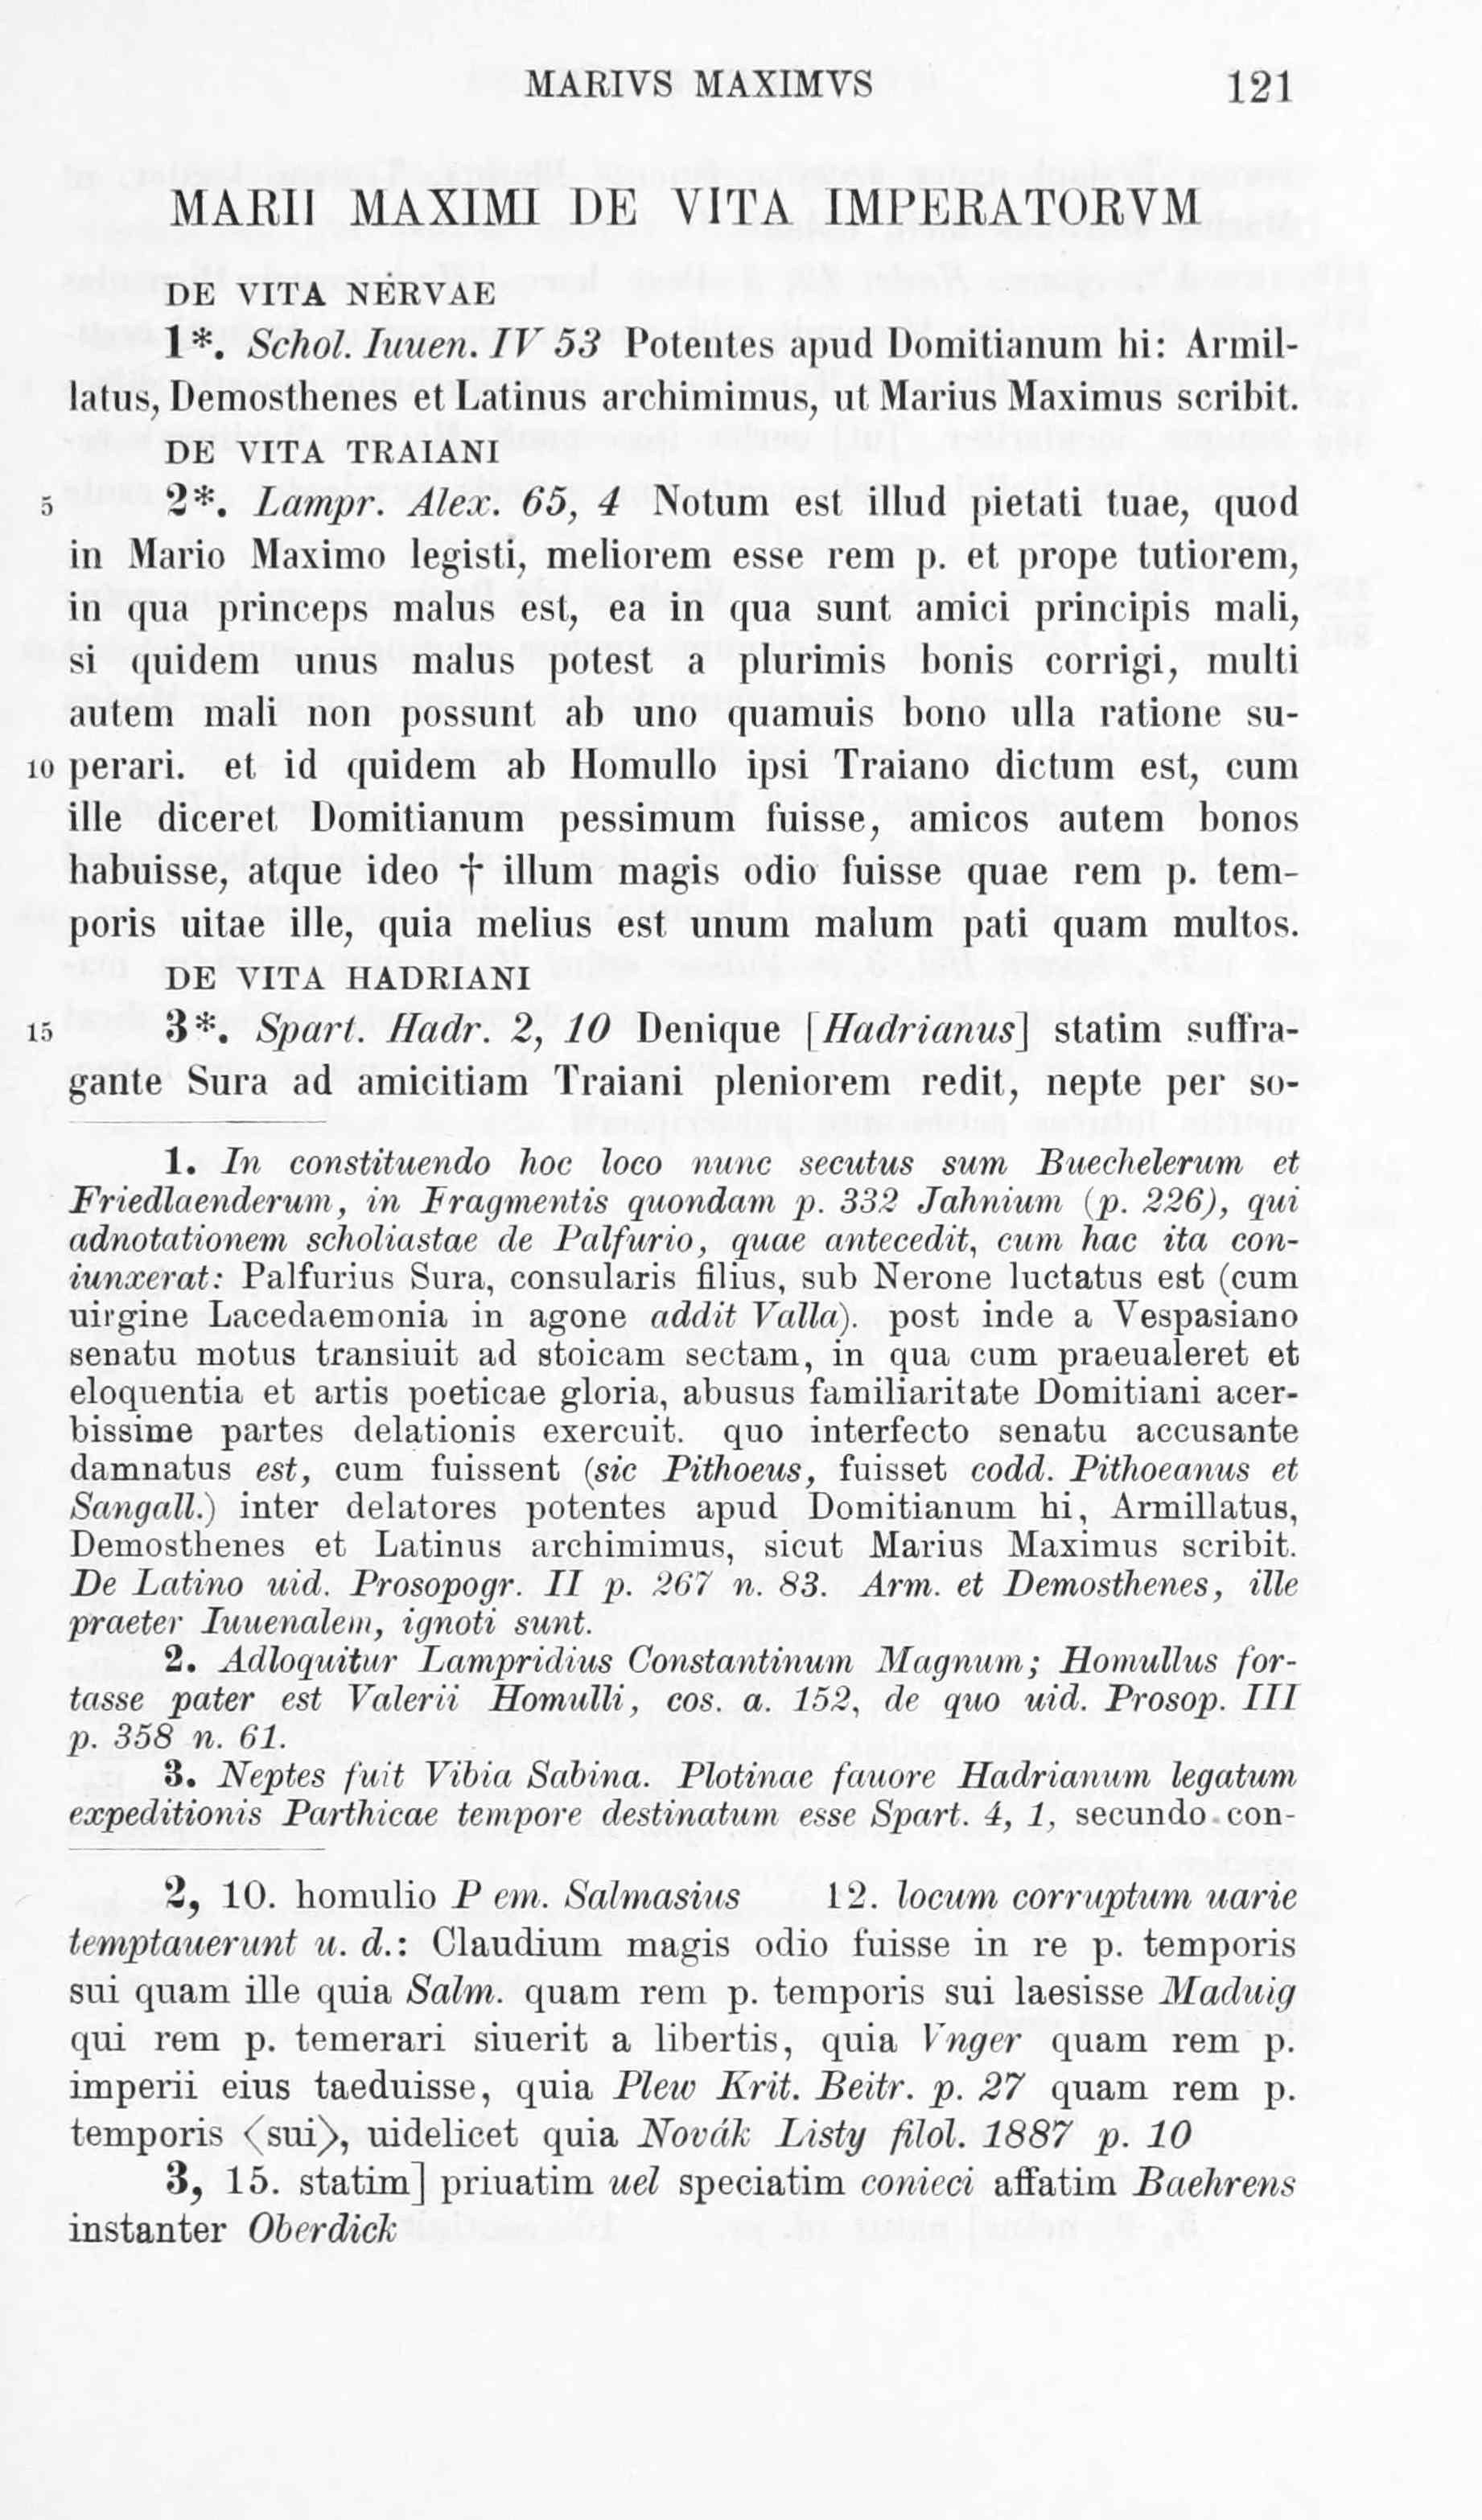 MARIVS MAXIMVS 121
MARII MAXIMI DE VITA IMPERATORVM
DE VITA NERVAE
1*. Schol. Iuuen. IV 53 Potentes apud Domitianum hi: Armil-
latus, Demosthenes et Latinus archimimus, ut Marius Maximus scribit.
DE VITA TRAIANI
5 2*. Lampr. Alex. 65, 4 Notum est illud pietati tuae, quod
in Mario Maximo legisti, meliorem esse rem p. et prope tutiorem,
in qua princeps malus est, ea in qua sunt amici principis mali,
si quidem unus malus potest a plurimis bonis corrigi, multi
autem mali non possunt ab uno quamuis bono ulla ratione su-
10 perari. et id quidem ab Homullo ipsi Traiano dictum est, cum
ille diceret Domitianum pessimum fuisse, amicos autem bonos
habuisse, atque ideo † illum magis odio fuisse quae rem p. tem-
poris uitae ille, quia melius est unum malum pati quam multos.
DE VITA HADRIANI
15 3*. Spart. Hadr. 2, 10 Denique [Hadrianus] statim suffra-
gante Sura ad amicitiam Traiani pleniorem redit, nepte per so-
1. In constituendo hoc loco nunc secutus sum Buechelerum et
Friedlaenderum, in Fragmentis quondam p. 332 Jahnium (p. 226), qui
adnotationem scholiastae de Palfurio, quae antecedit, cum hac ita con-
iunxerat: Palfurius Sura, consularis filius, sub Nerone luctatus est (cum
uirgine Lacedaemonia in agone addit Valla). post inde a Vespasiano
senatu motus transiuit ad stoicam sectam, in qua cum praeualeret et
eloquentia et artis poeticae gloria, abusus familiaritate Domitiani acer-
bissime partes delationis exercuit. quo interfecto senatu accusante
damnatus est, cum fuissent (sic Pithoeus, fuisset codd. Pithoeanus et
Sangall.) inter delatores potentes apud Domitianum hi, Armillatus,
Demosthenes et Latinus archimimus, sicut Marius Maximus scribit.
De Latino uid. Prosopogr. II p. 267 n. 83. Arm. et Demosthenes, ille
praeter Iuuenalem, ignoti sunt.
2. Adloquitur Lampridius Constantinum Magnum; Homullus for-
tasse pater est Valerii Homulli, cos. a. 152, de quo uid. Prosop. III
p. 358 n. 61.
3. Neptes fuit Vibia Sabina. Plotinae fauore Hadrianum legatum
expeditionis Parthicae tempore destinatum esse Spart. 4, 1, secundo con-
2, 10. homulio P em. Salmasius 12. locum corruptum uarie
temptauerunt u. d.: Claudium magis odio fuisse in re p. temporis
sui quam ille quia Salm. quam rem p. temporis sui laesisse Maduig
qui rem p. temerari siuerit a libertis, quia Vnger quam rem p.
imperii eius taeduisse, quia Plew Krit. Beitr. p. 27 quam rem p.
temporis ⟨sui⟩, uidelicet quia Novák Listy filol. 1887 p. 10
3, 15. statim] priuatim uel speciatim conieci affatim Baehrens
instanter Oberdick